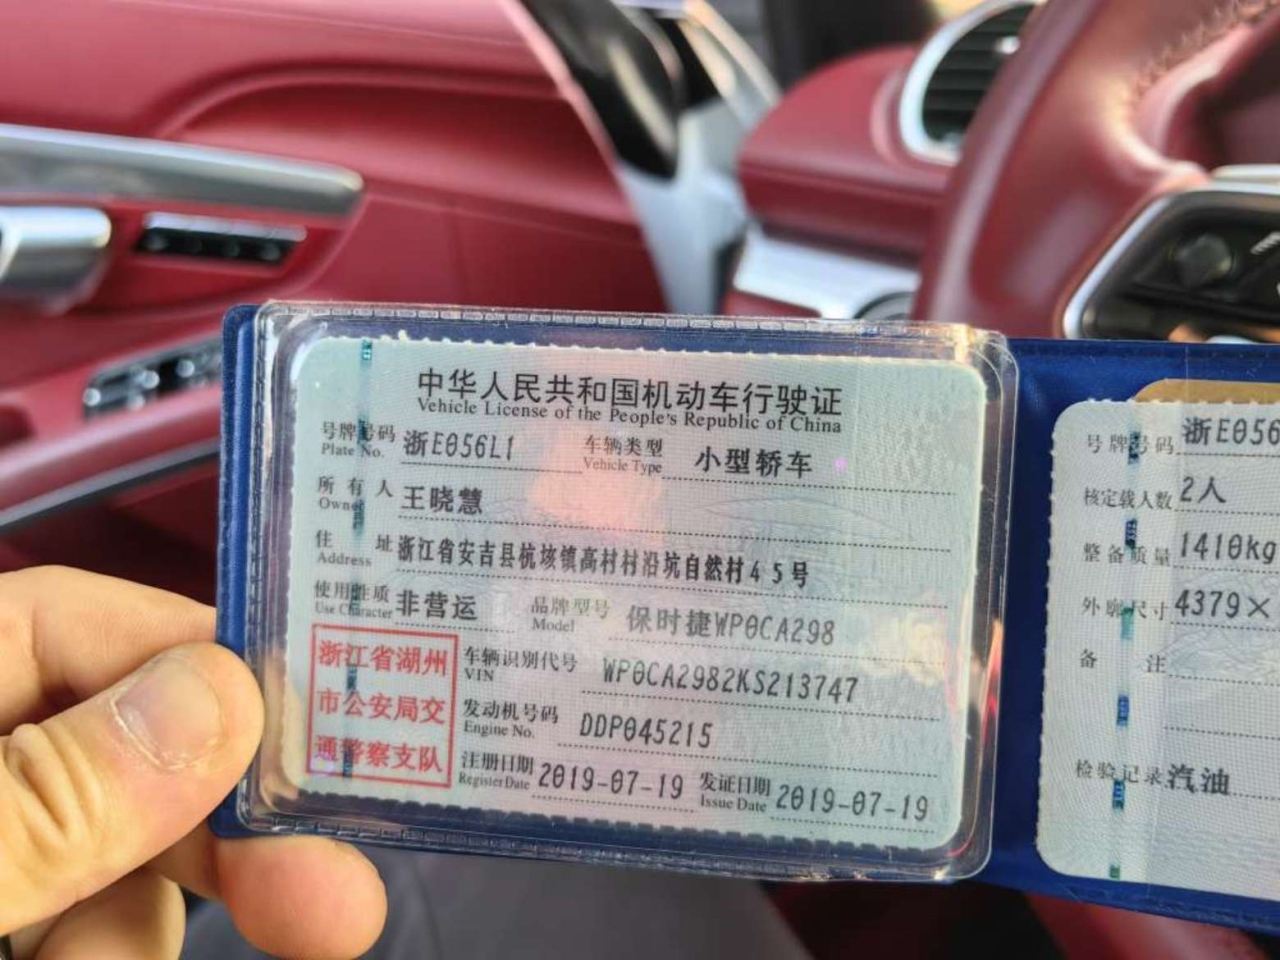 中华人民共和国机动车行驶证
Vehicle License of the People's Republic of China
号牌号码 浙E056L1 车辆类型 小型轿车
Plate No. Vehicle Type
所有人 王晓慧
Owner
住址 浙江省安吉县杭垓镇高村村沿坑自然村45号
Address
使用性质 非营运 品牌型号 保时捷WP0CA298
Use Character Model
浙江省湖州
市公安局交
通警察支队
车辆识别代号 WP0CA2982KS213747
VIN
发动机号码 DDP045215
Engine No.
注册日期 2019-07-19 发证日期 2019-07-19
Register Date Issue Date
号牌号码 浙E056
核定载人数 2人
整备质量 1410kg
外廓尺寸 4379×
备注
检验记录 汽油